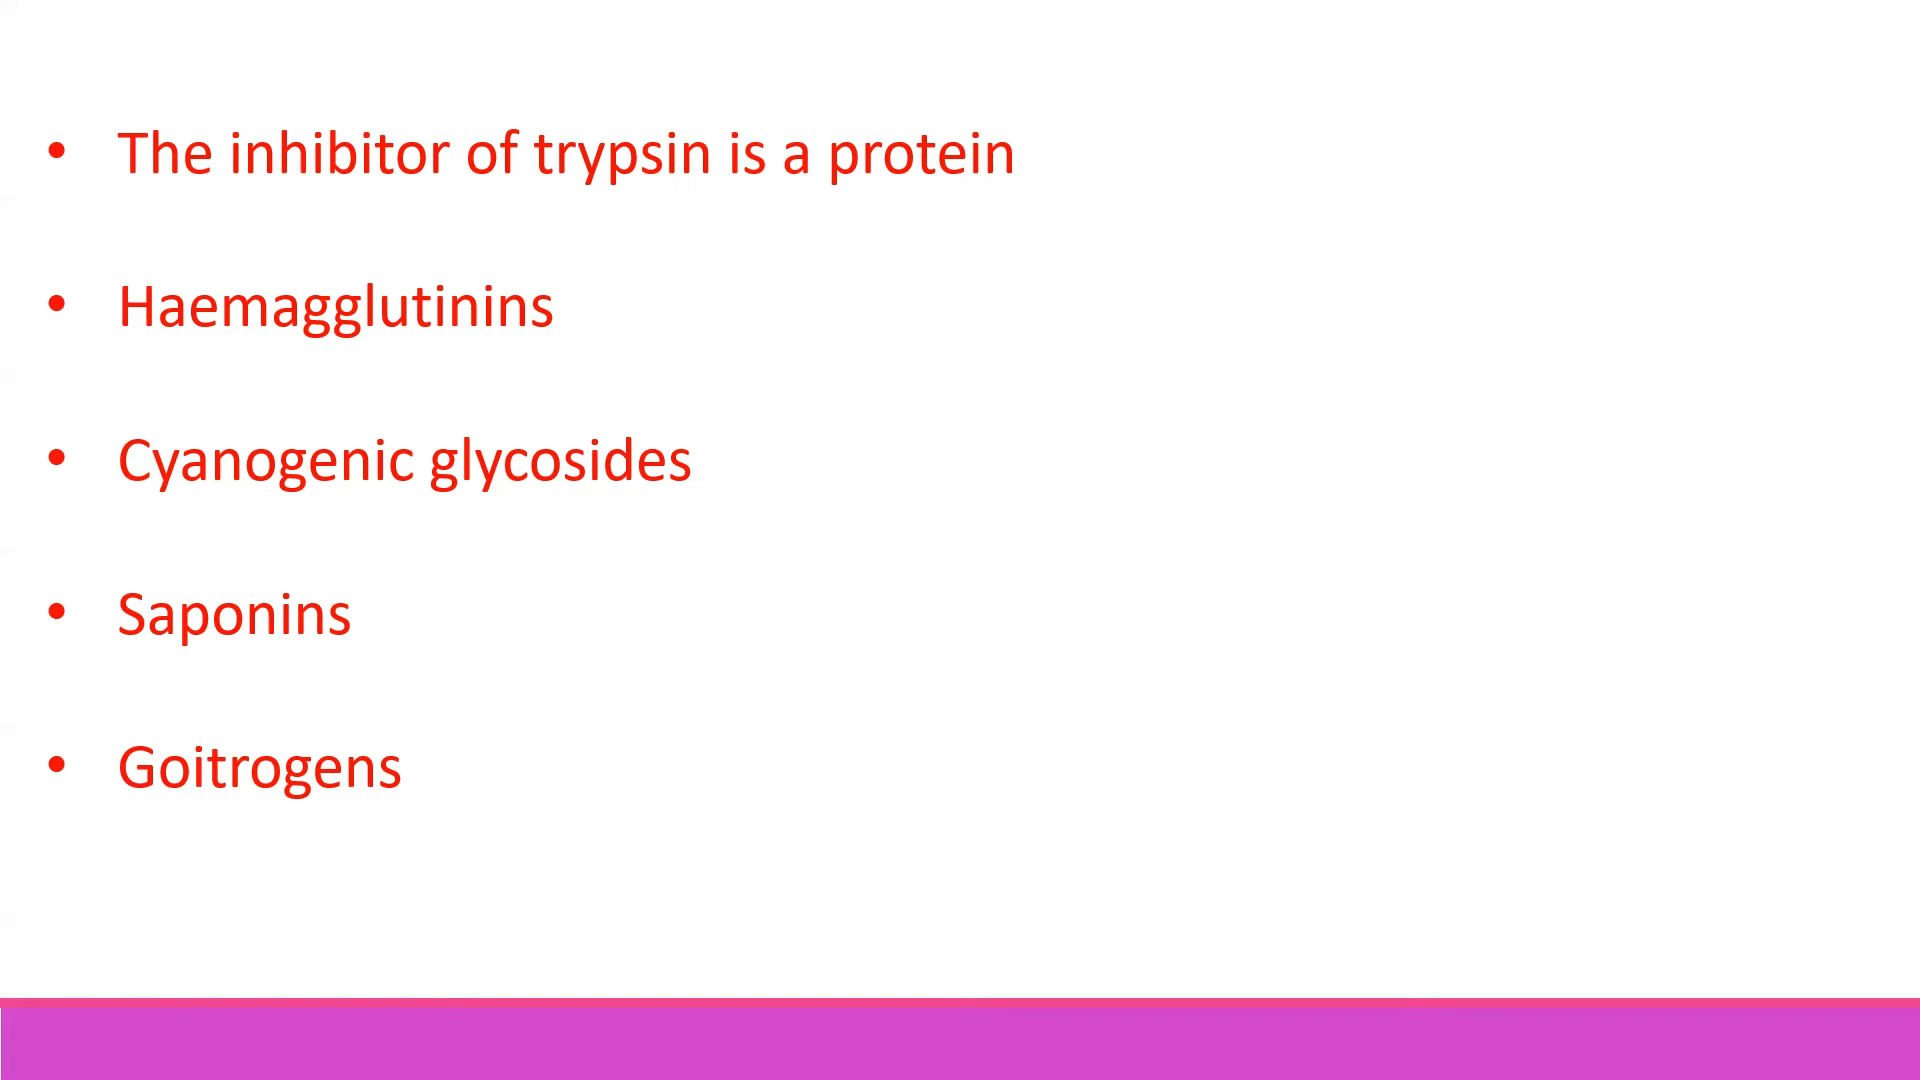 • The inhibitor of trypsin is a protein
• Haemagglutinins
• Cyanogenic glycosides
• Saponins
• Goitrogens